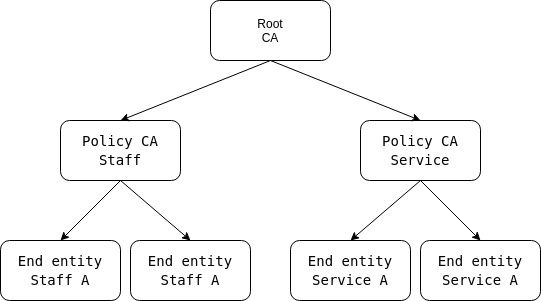 Root
CA
Policy CA
Staff
Policy CA
Service
End entity
Staff A
End entity
Staff A
End entity
Service A
End entity
Service A